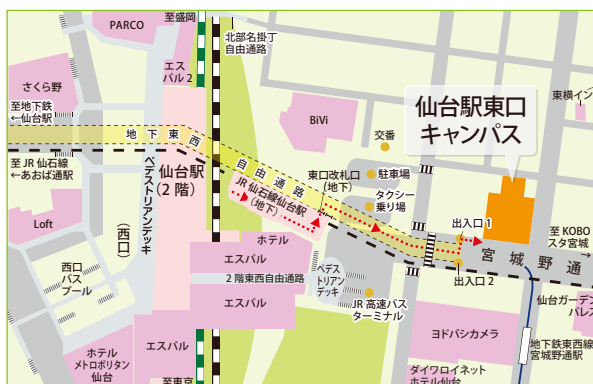 至盛岡
PARCO
エス
パル2
北部名掛丁
自由通路
さくら野
至地下鉄
←仙台駅
地下東西自由通路
BiVi
交番
仙台駅東口
キャンパス
東横イン
至JR仙石線
←あおば通駅
ペデストリアンデッキ
(西口)
仙台駅
(2階)
JR仙石線仙台駅
(地下)
東口改札口
(地下)
駐車場
タクシー
乗り場
出入口1
至KOBO
スタ宮城
→
宮城野通
Loft
西口
バス
プール
ホテル
エスパル
2階東西自由通路
エスパル
ペデス
トリアン
デッキ
出入口2
JR高速バス
ターミナル
仙台ガーデン
パレス
ヨドバシカメラ
地下鉄東西線
宮城野通駅
ホテル
メトロポリタン
仙台
エスパル
至東京
ダイワロイネット
ホテル仙台